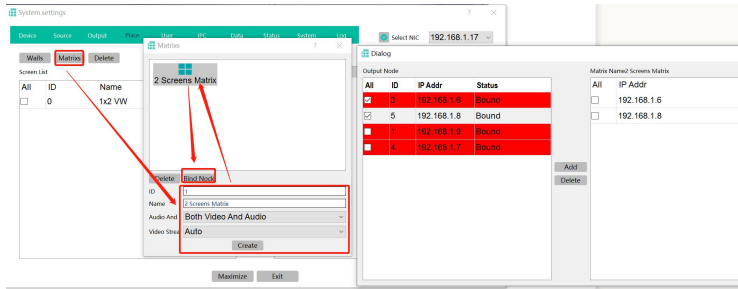 System settings
Device Source Output Place User IPC Data Status System Log
Select NIC 192.168.1.17
Walls Matrixs Delete
Screen List
All ID Name
0 1x2 VW
Matrixs
2 Screens Matrix
Delete Bind Node
ID 1
Name 2 Screens Matrix
Audio And Both Video And Audio
Video Strea Auto
Create
Maximize Exit
Dialog
Output Node
All ID IP Addr Status
3 192.168.1.6 Bound
5 192.168.1.8 Bound
1 192.168.1.9 Bound
4 192.168.1.7 Bound
Add
Delete
Matrix Name2 Screens Matrix
All IP Addr
192.168.1.6
192.168.1.8